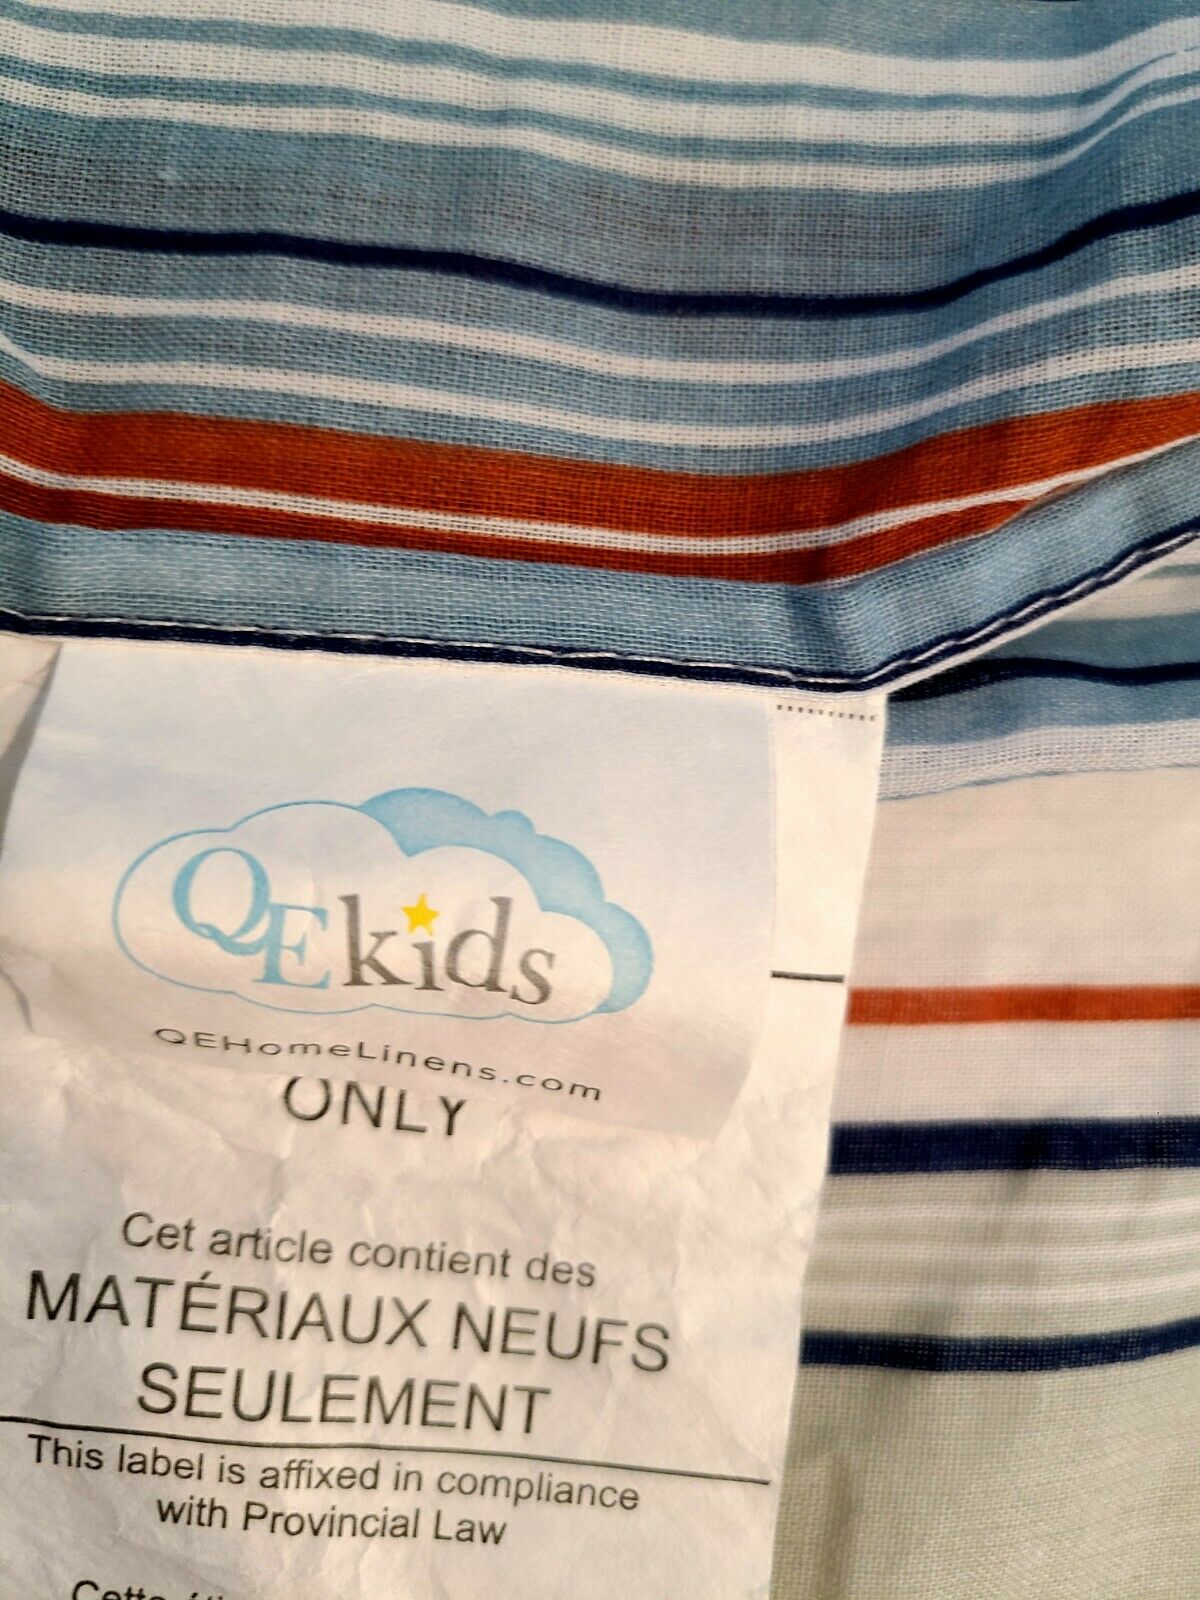 QEkids
QEHomeLinens.com
ONLY
Cet article contient des
MATÉRIAUX NEUFS
SEULEMENT
This label is affixed in compliance
with Provincial Law
Cette